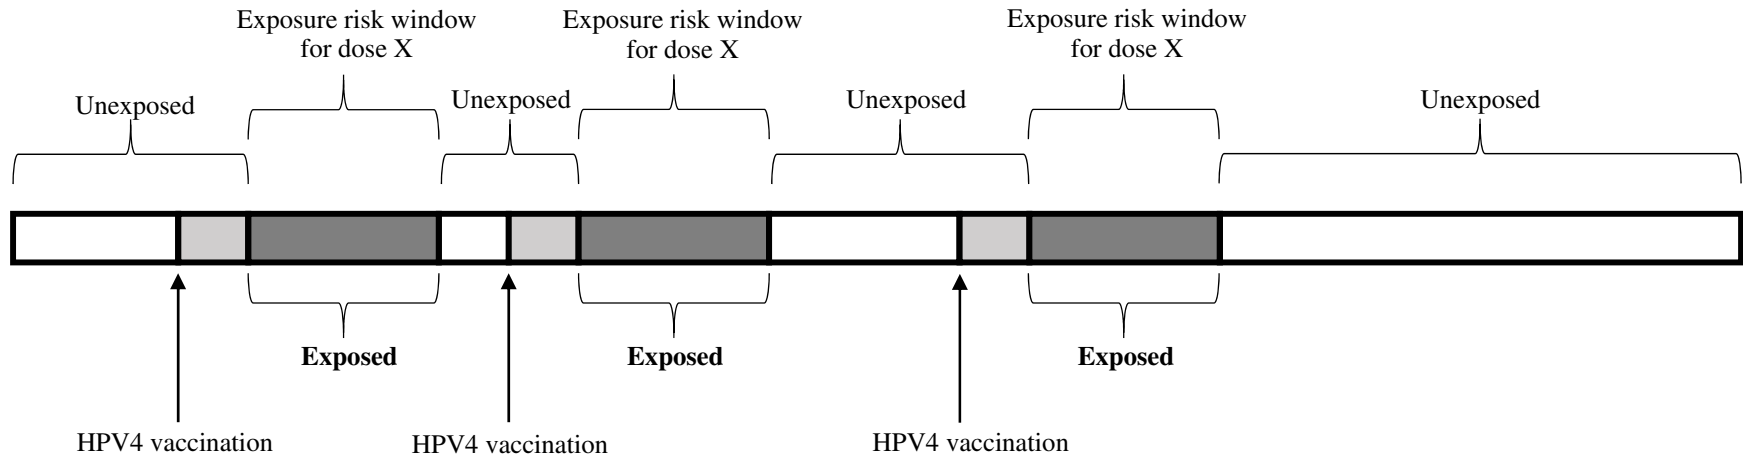 Exposure risk window
for dose X
Exposure risk window
for dose X
Exposure risk window
for dose X
Unexposed
Unexposed
Unexposed
Unexposed
Exposed
Exposed
Exposed
HPV4 vaccination
HPV4 vaccination
HPV4 vaccination